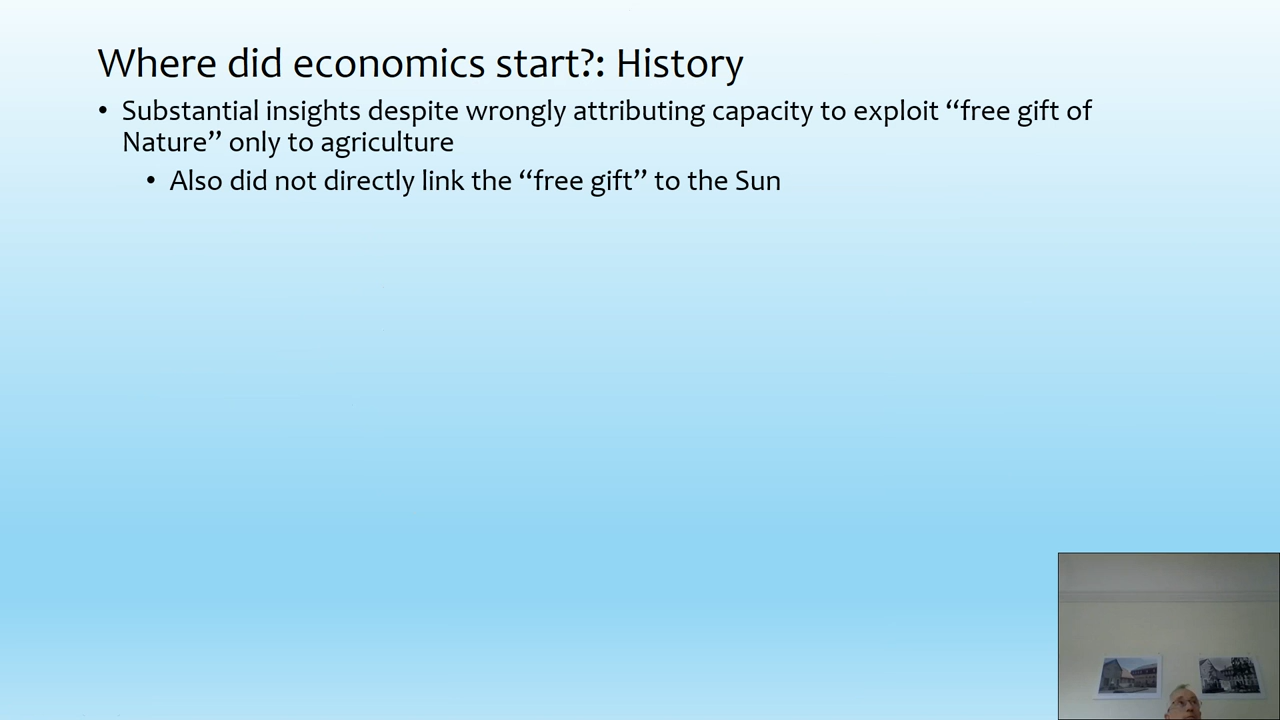 Where did economics start?: History
• Substantial insights despite wrongly attributing capacity to exploit “free gift of
Nature” only to agriculture
• Also did not directly link the “free gift” to the Sun